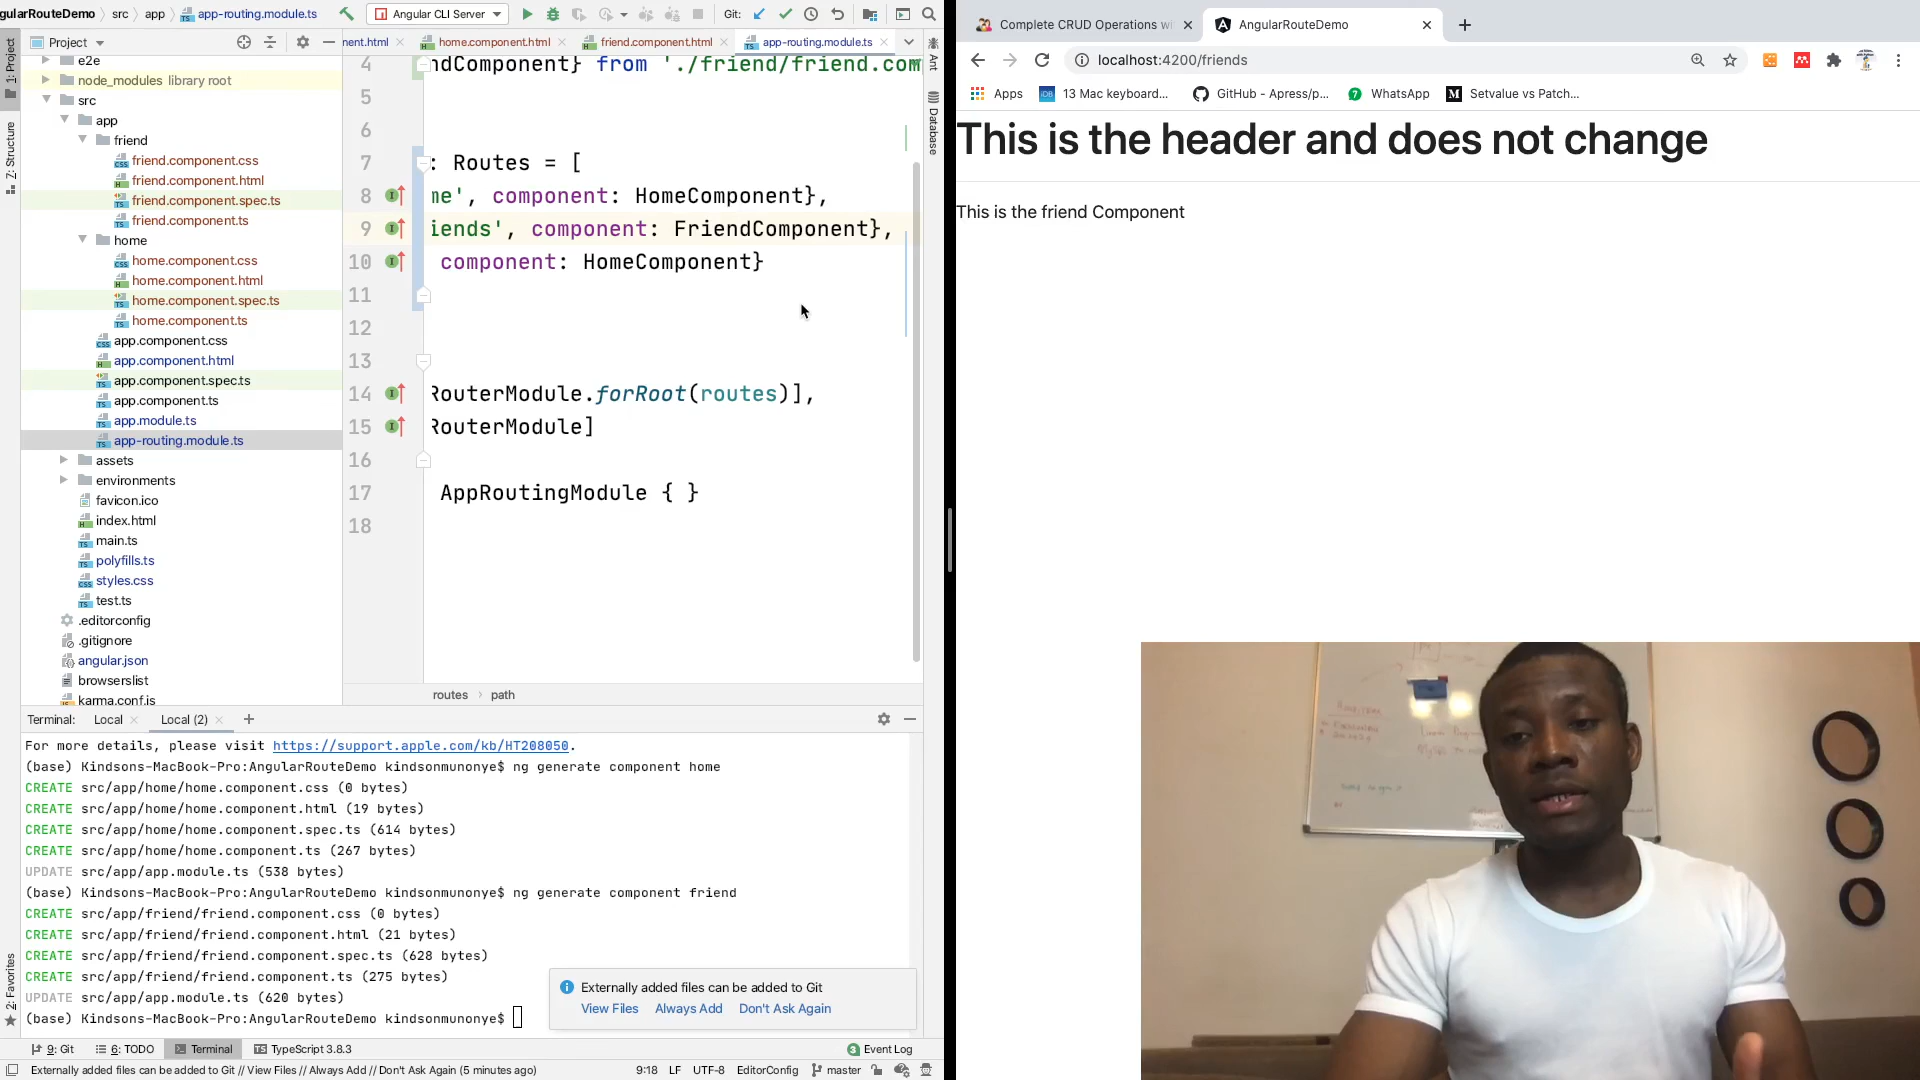 ngularRouteDemo › src › app › app-routing.module.ts
Angular CLI Server
Git:
Project
nent.html
home.component.html
friend.component.html
app-routing.module.ts
1: Project
Z: Structure
2: Favorites
Ant
Database
e2e
node_modules library root
src
app
friend
friend.component.css
friend.component.html
friend.component.spec.ts
friend.component.ts
home
home.component.css
home.component.html
home.component.spec.ts
home.component.ts
app.component.css
app.component.html
app.component.spec.ts
app.component.ts
app.module.ts
app-routing.module.ts
assets
environments
favicon.ico
index.html
main.ts
polyfills.ts
styles.css
test.ts
.editorconfig
.gitignore
angular.json
browserslist
karma.conf.js
4 ndComponent} from './friend/friend.com
5
6
7 : Routes = [
8 me', component: HomeComponent},
9 iends', component: FriendComponent},
10 component: HomeComponent}
11
12
13
14 RouterModule.forRoot(routes)],
15 RouterModule]
16
17 AppRoutingModule { }
18
routes › path
Terminal: Local Local (2)
For more details, please visit https://support.apple.com/kb/HT208050.
(base) Kindsons-MacBook-Pro:AngularRouteDemo kindsonmunonye$ ng generate component home
CREATE src/app/home/home.component.css (0 bytes)
CREATE src/app/home/home.component.html (19 bytes)
CREATE src/app/home/home.component.spec.ts (614 bytes)
CREATE src/app/home/home.component.ts (267 bytes)
UPDATE src/app/app.module.ts (538 bytes)
(base) Kindsons-MacBook-Pro:AngularRouteDemo kindsonmunonye$ ng generate component friend
CREATE src/app/friend/friend.component.css (0 bytes)
CREATE src/app/friend/friend.component.html (21 bytes)
CREATE src/app/friend/friend.component.spec.ts (628 bytes)
CREATE src/app/friend/friend.component.ts (275 bytes)
UPDATE src/app/app.module.ts (620 bytes)
(base) Kindsons-MacBook-Pro:AngularRouteDemo kindsonmunonye$
Externally added files can be added to Git
View Files Always Add Don't Ask Again
9: Git 6: TODO Terminal TypeScript 3.8.3
3 Event Log
Externally added files can be added to Git // View Files // Always Add // Don't Ask Again (5 minutes ago)
9:18 LF UTF-8 EditorConfig master
Complete CRUD Operations wi
AngularRouteDemo
localhost:4200/friends
Apps 13 Mac keyboard... GitHub - Apress/p... WhatsApp Setvalue vs Patch...
This is the header and does not change
This is the friend Component